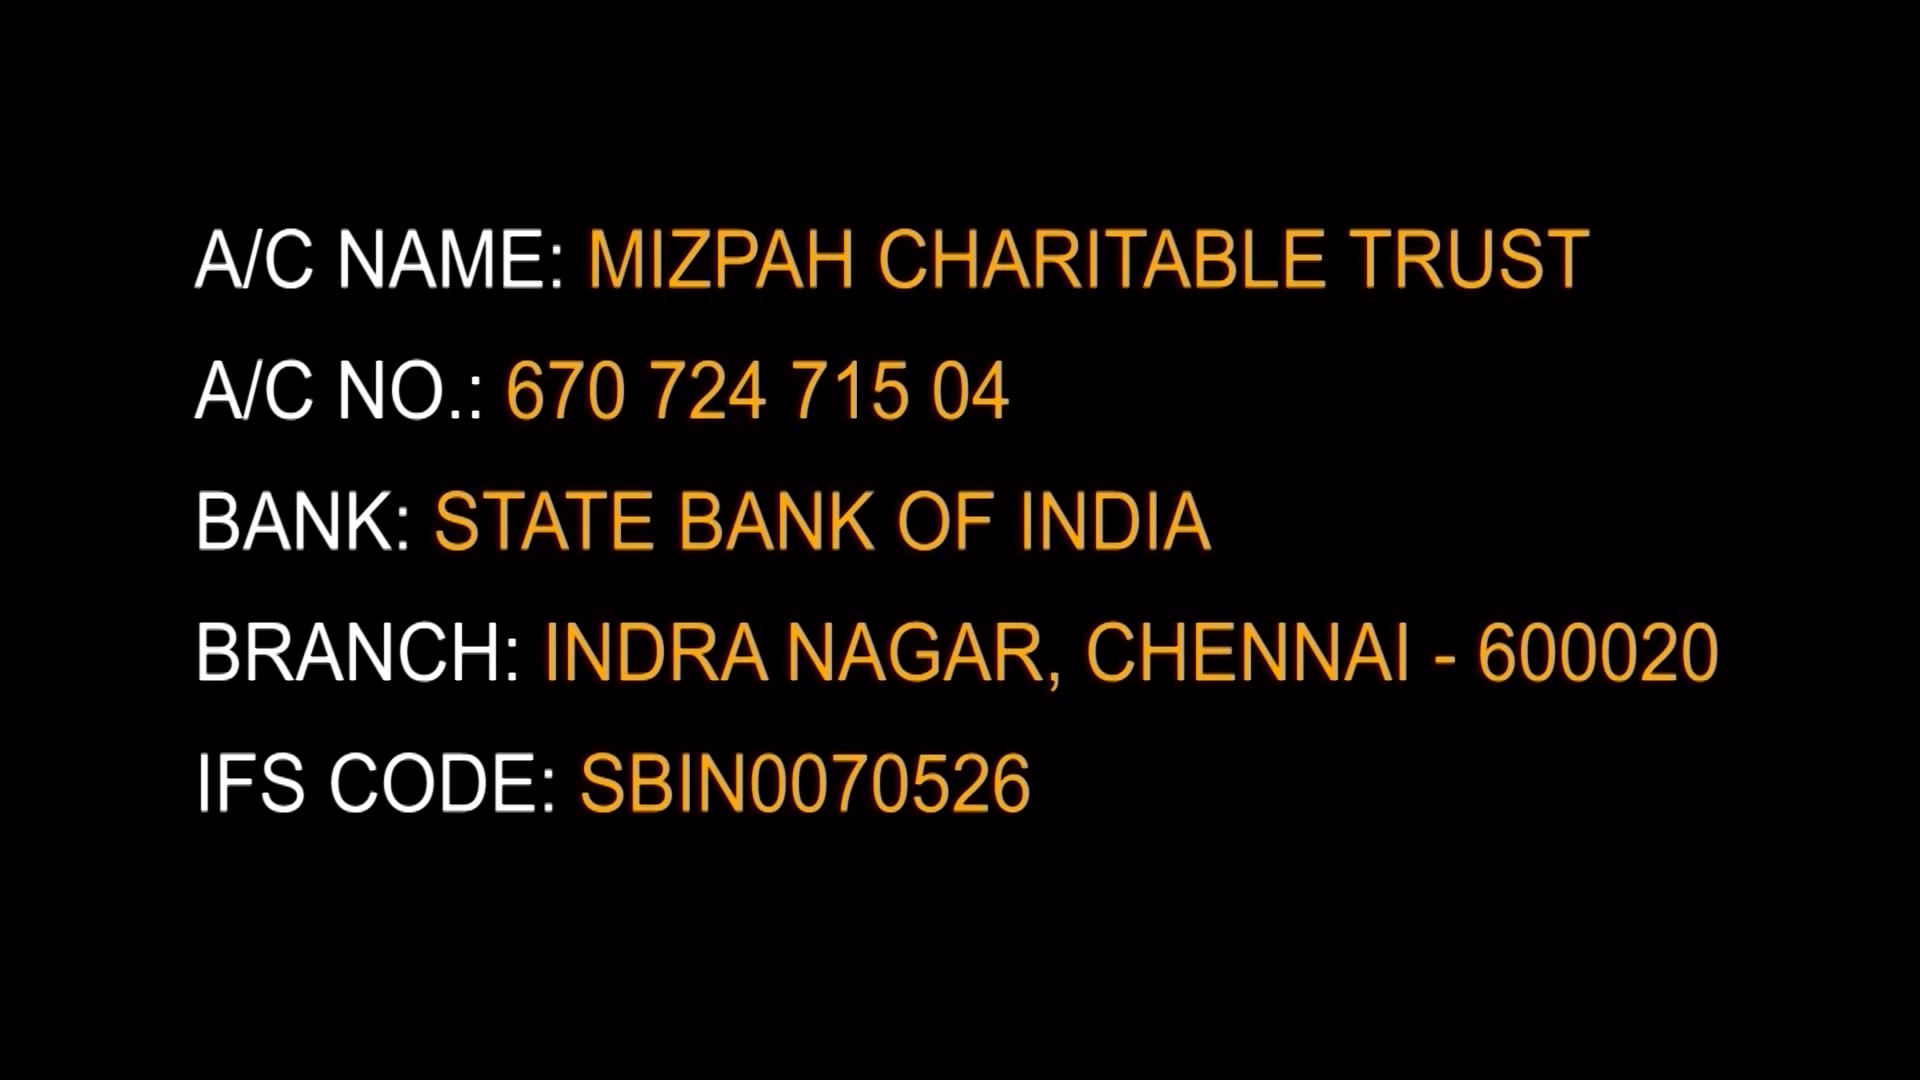 A/C NAME: MIZPAH CHARITABLE TRUST
A/C NO.: 670 724 715 04
BANK: STATE BANK OF INDIA
BRANCH: INDRA NAGAR, CHENNAI - 600020
IFS CODE: SBIN0070526